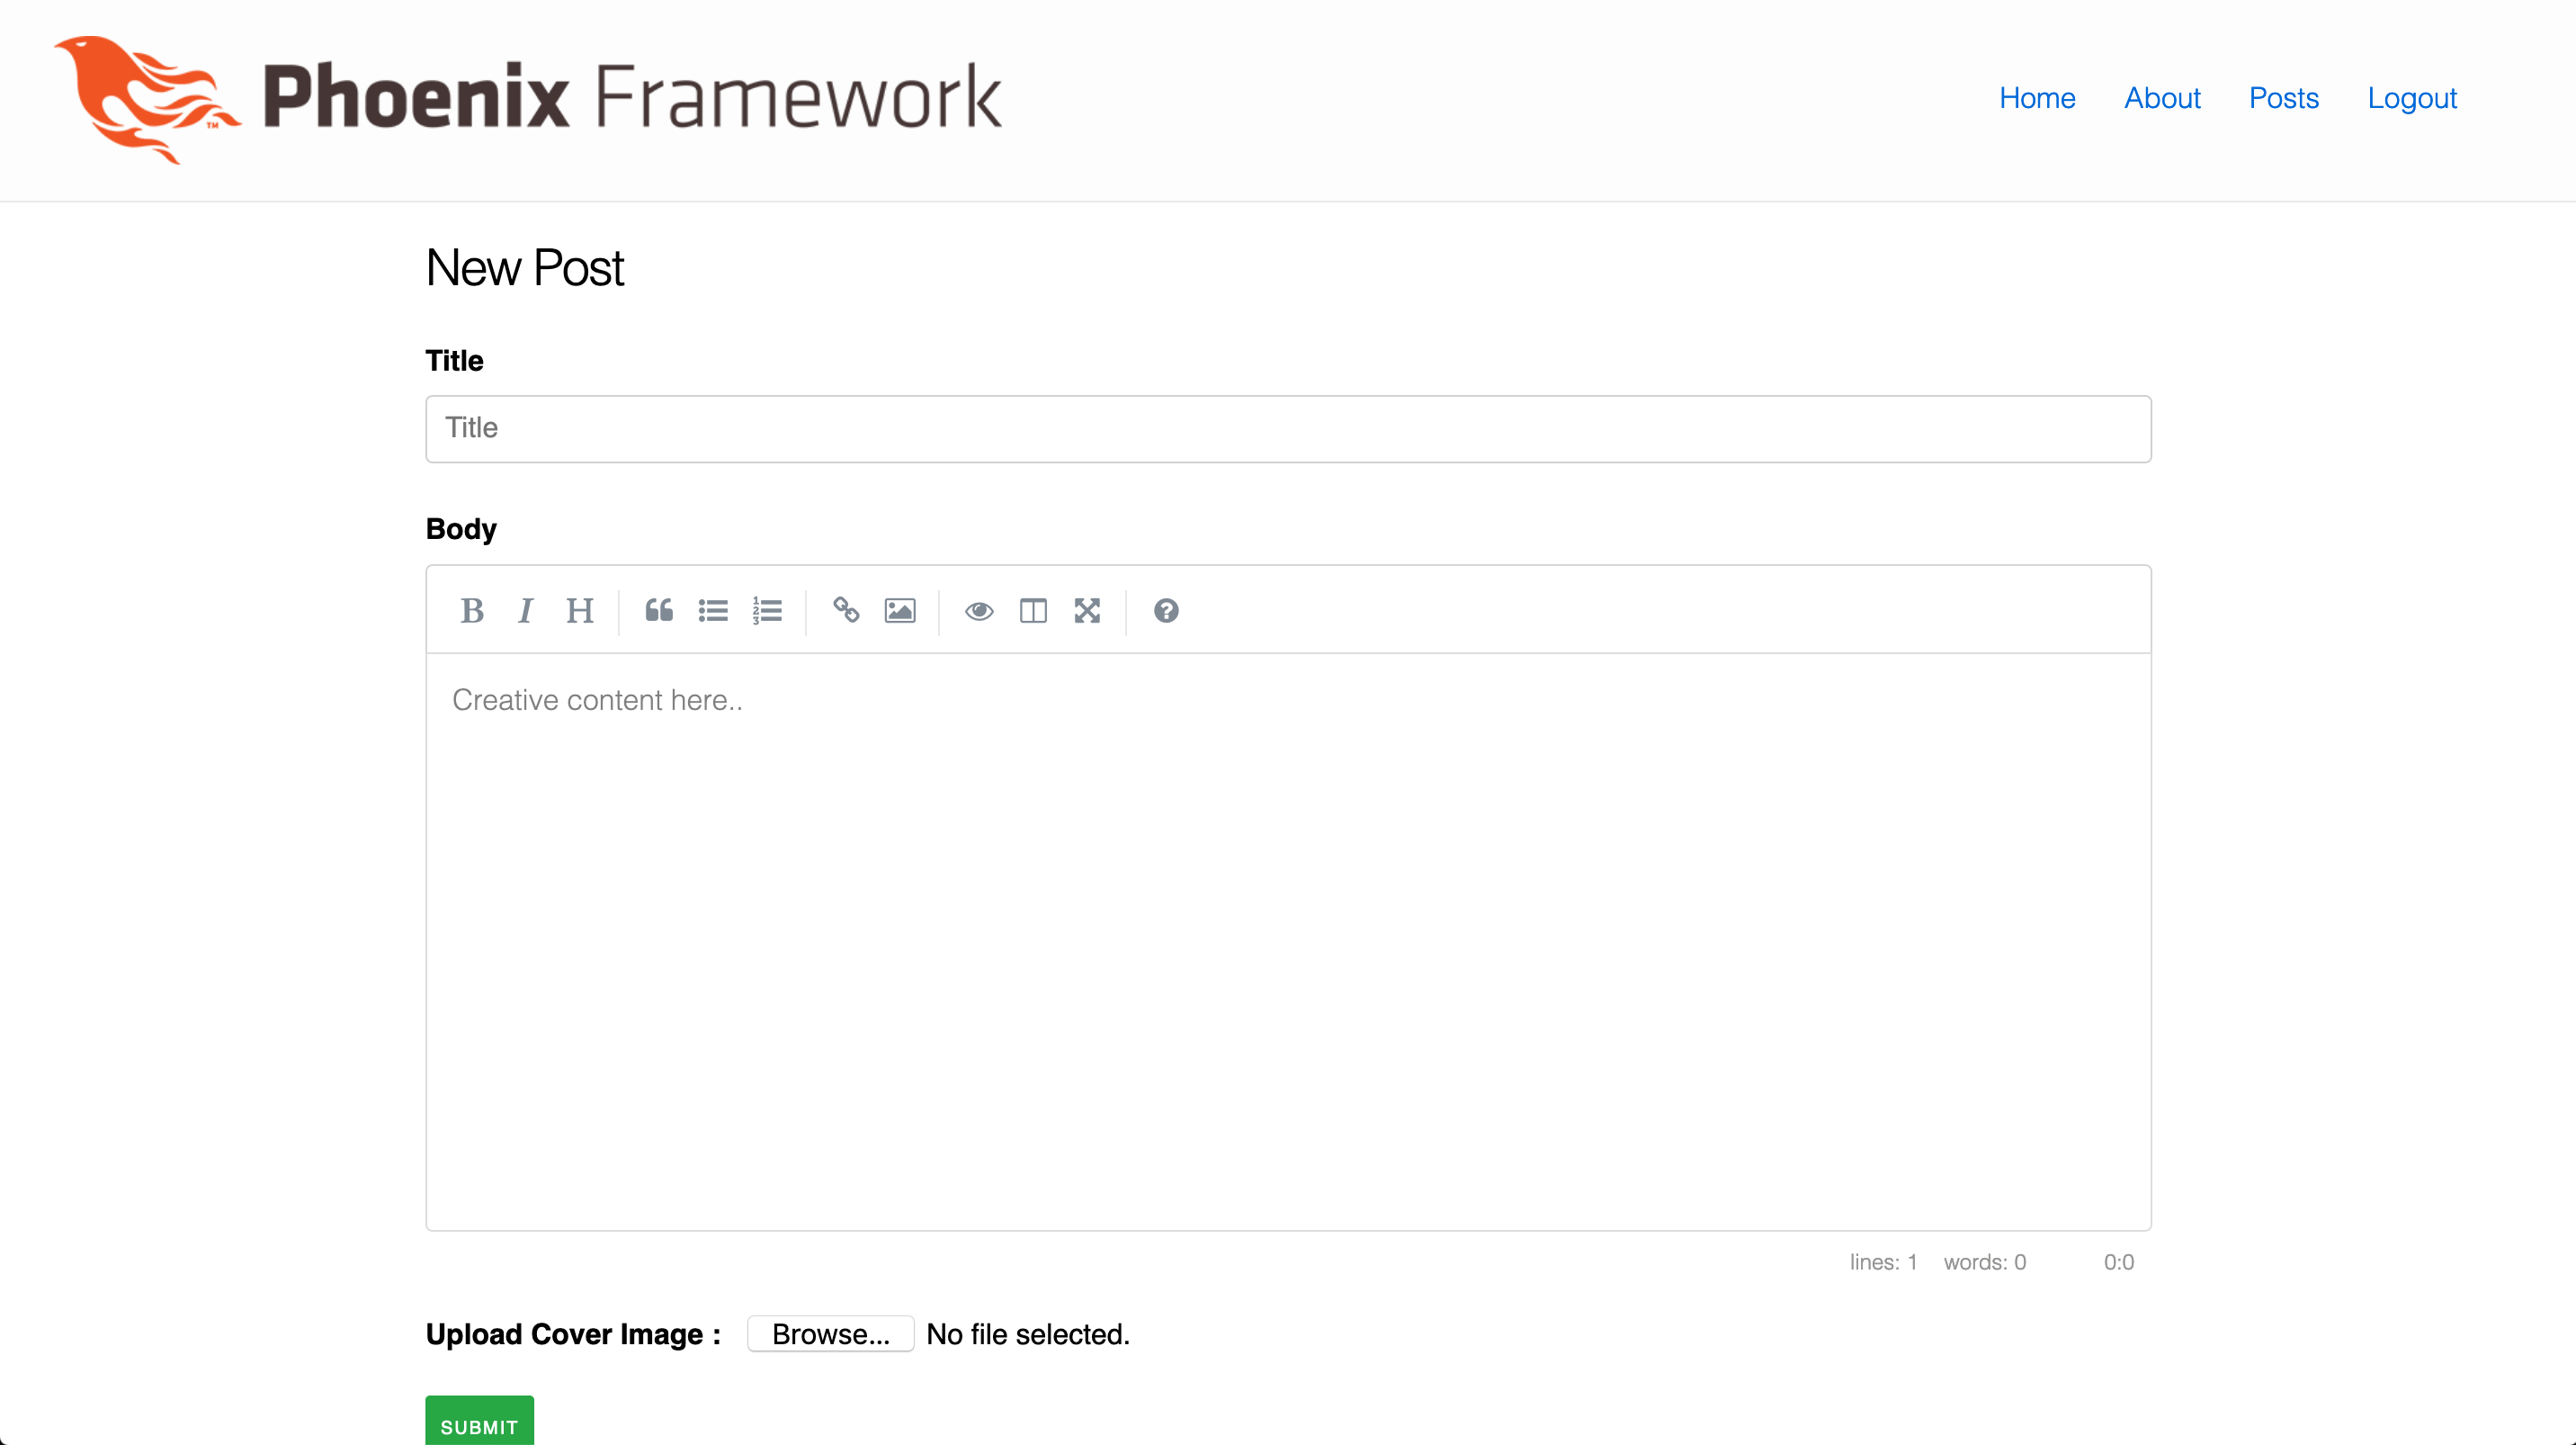 Phoenix Framework
Home About Posts Logout
New Post
Title
Title
Body
B I H
Creative content here..
lines: 1 words: 0 0:0
Upload Cover Image : Browse... No file selected.
SUBMIT